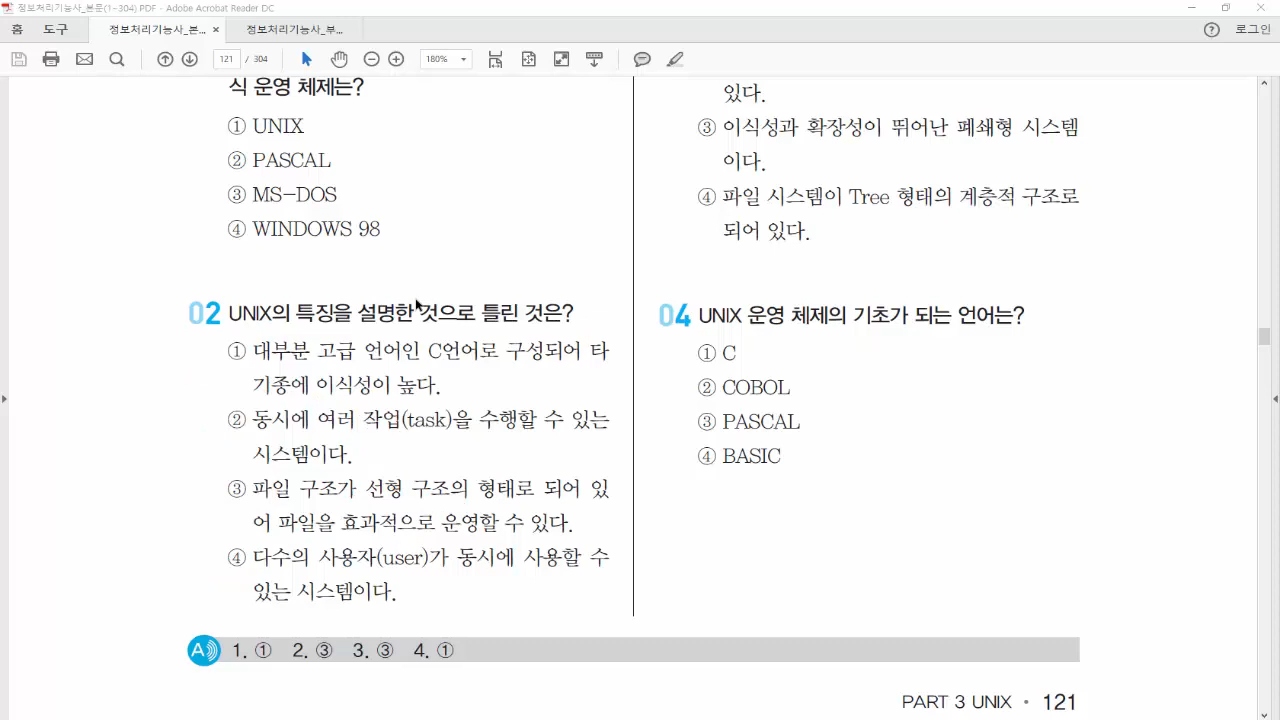 정보처리기능사_본문(1-304).PDF - Adobe Acrobat Reader DC
홈 도구 정보처리기능사_본... × 정보처리기능사_부... ? 로그인
121 / 304 180%
식 운영 체제는?
① UNIX
② PASCAL
③ MS-DOS
④ WINDOWS 98
02 UNIX의 특징을 설명한 것으로 틀린 것은?
① 대부분 고급 언어인 C언어로 구성되어 타
기종에 이식성이 높다.
② 동시에 여러 작업(task)을 수행할 수 있는
시스템이다.
③ 파일 구조가 선형 구조의 형태로 되어 있
어 파일을 효과적으로 운영할 수 있다.
④ 다수의 사용자(user)가 동시에 사용할 수
있는 시스템이다.
있다.
③ 이식성과 확장성이 뛰어난 폐쇄형 시스템
이다.
④ 파일 시스템이 Tree 형태의 계층적 구조로
되어 있다.
04 UNIX 운영 체제의 기초가 되는 언어는?
① C
② COBOL
③ PASCAL
④ BASIC
A 1. ① 2. ③ 3. ③ 4. ①
PART 3 UNIX • 121